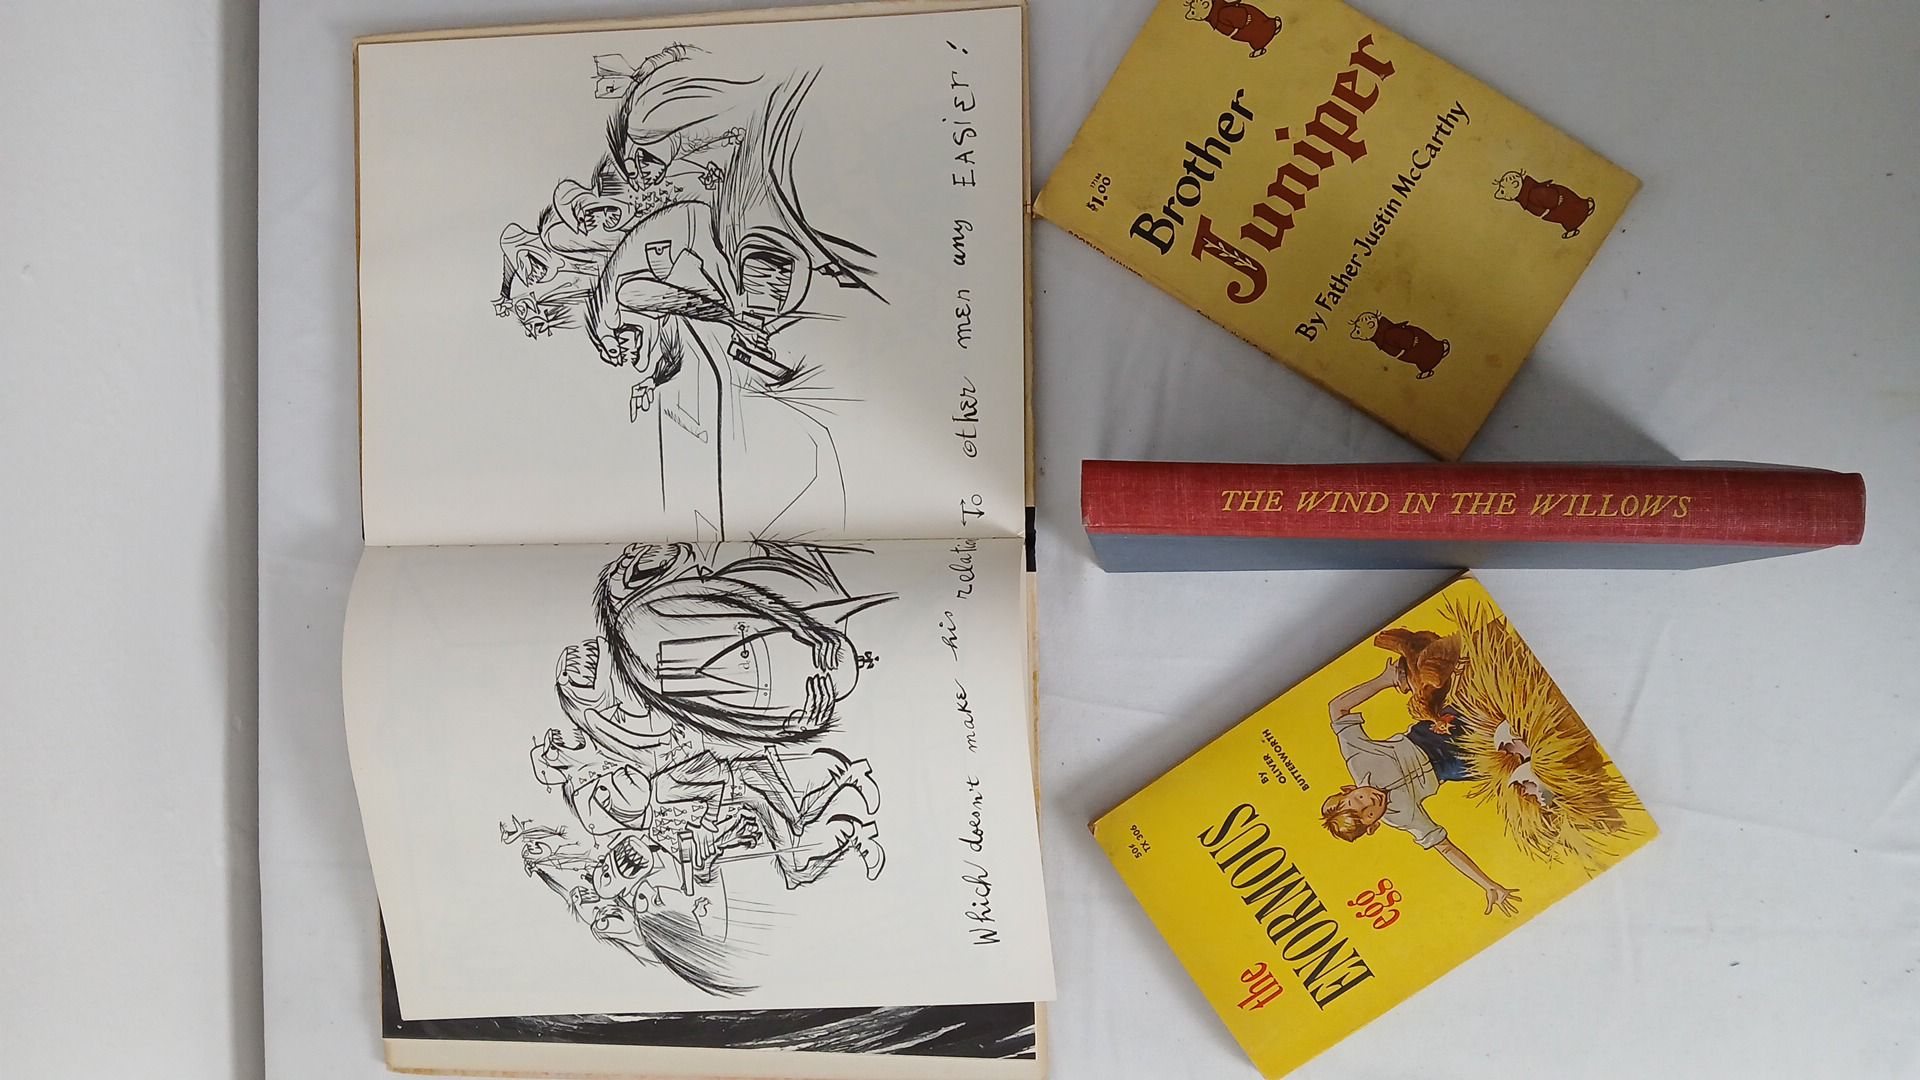 Which doesn't make his relation To other men any EASiEr!
17184
$1.00
Brother
Juniper
By Father Justin McCarthy
THE WIND IN THE WILLOWS
50¢
TX 306
BY
OLIVER
BUTTERWORTH
the
ENORMOUS
egg